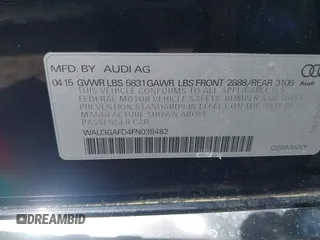 MFD. BY AUDI AG
04.15 GVWR LBS 5831 GAWR LBS FRONT 2888/REAR 3108
THIS VEHICLE CONFORMS TO ALL APPLICABLE U.S.
FEDERAL MOTOR VEHICLE SAFETY, BUMPER AND THEFT
PREVENTION STANDARDS IN EFFECT ON THE DATE OF
MANUFACTURE SHOWN ABOVE.
PASSENGER CAR
Audi
WAU3GAFD4FN039482
GERMANY
AUTOHELPERBOT.COM